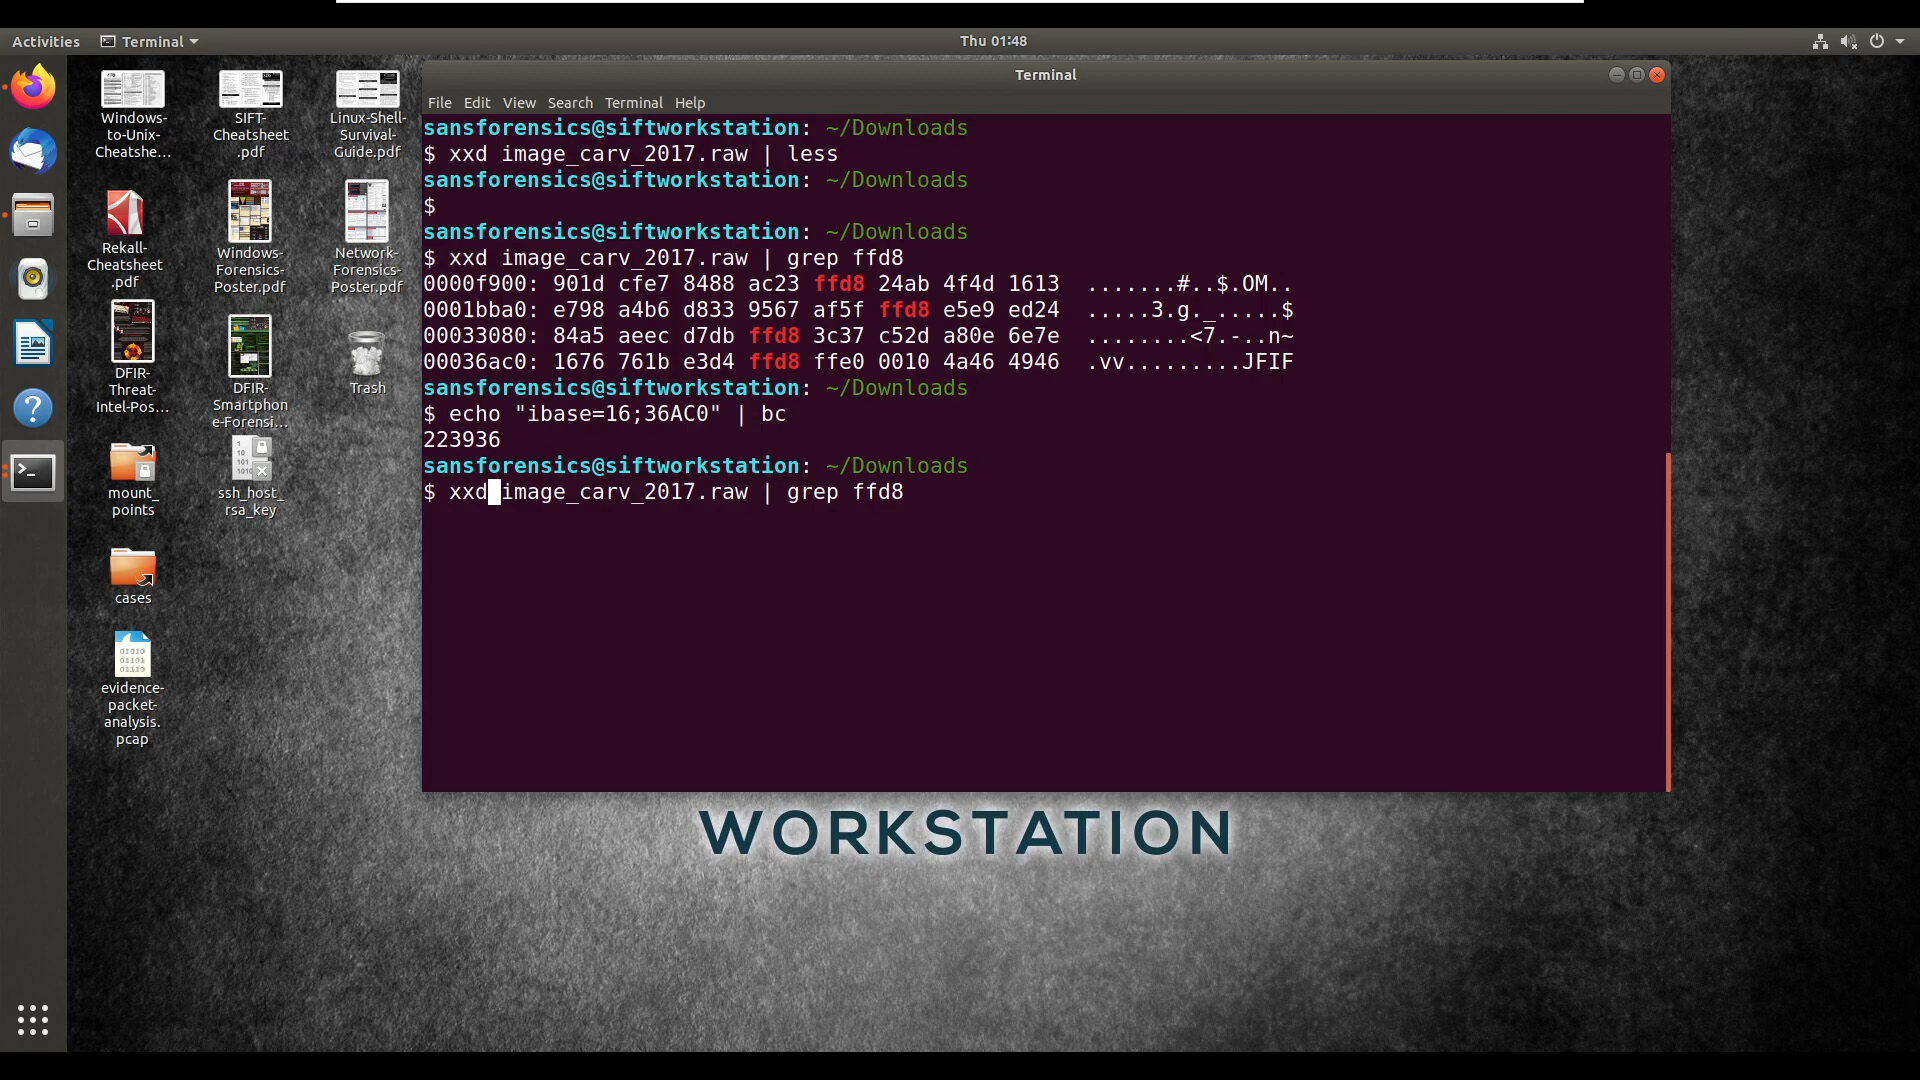 Activities Terminal Thu 01:48
Windows-
to-Unix-
Cheatshe...
SIFT-
Cheatsheet
.pdf
Linux-Shell-
Survival-
Guide.pdf
Rekall-
Cheatsheet
.pdf
Windows-
Forensics-
Poster.pdf
Network-
Forensics-
Poster.pdf
DFIR-
Threat-
Intel-Pos...
DFIR-
Smartphon
e-Forensi...
Trash
mount_
points
ssh_host_
rsa_key
cases
evidence-
packet-
analysis.
pcap
Terminal
File Edit View Search Terminal Help
sansforensics@siftworkstation: ~/Downloads
$ xxd image_carv_2017.raw | less
sansforensics@siftworkstation: ~/Downloads
$
sansforensics@siftworkstation: ~/Downloads
$ xxd image_carv_2017.raw | grep ffd8
0000f900: 901d cfe7 8488 ac23 ffd8 24ab 4f4d 1613  .......#..$.OM..
0001bba0: e798 a4b6 d833 9567 af5f ffd8 e5e9 ed24  .....3.g._.....$
00033080: 84a5 aeec d7db ffd8 3c37 c52d a80e 6e7e  ........<7.-..n~
00036ac0: 1676 761b e3d4 ffd8 ffe0 0010 4a46 4946  .vv.........JFIF
sansforensics@siftworkstation: ~/Downloads
$ echo "ibase=16;36AC0" | bc
223936
sansforensics@siftworkstation: ~/Downloads
$ xxd image_carv_2017.raw | grep ffd8
WORKSTATION